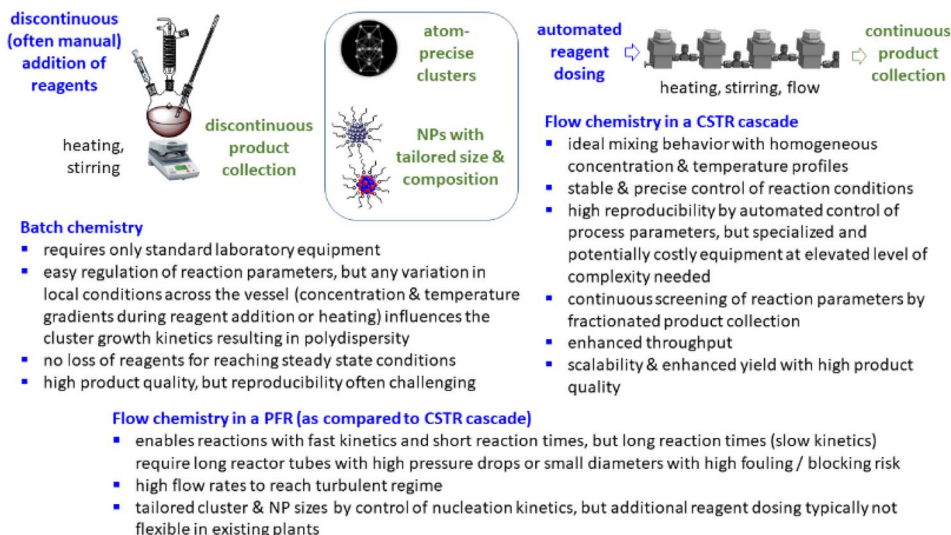 discontinuous
(often manual)
addition of
reagents
heating,
stirring
discontinuous
product
collection
atom-
precise
clusters
NPs with
tailored size &
composition
automated
reagent
dosing
heating, stirring, flow
continuous
product
collection
Batch chemistry
▪ requires only standard laboratory equipment
▪ easy regulation of reaction parameters, but any variation in
local conditions across the vessel (concentration & temperature
gradients during reagent addition or heating) influences the
cluster growth kinetics resulting in polydispersity
▪ no loss of reagents for reaching steady state conditions
▪ high product quality, but reproducibility often challenging
Flow chemistry in a CSTR cascade
▪ ideal mixing behavior with homogeneous
concentration & temperature profiles
▪ stable & precise control of reaction conditions
▪ high reproducibility by automated control of
process parameters, but specialized and
potentially costly equipment at elevated level of
complexity needed
▪ continuous screening of reaction parameters by
fractionated product collection
▪ enhanced throughput
▪ scalability & enhanced yield with high product
quality
Flow chemistry in a PFR (as compared to CSTR cascade)
▪ enables reactions with fast kinetics and short reaction times, but long reaction times (slow kinetics)
require long reactor tubes with high pressure drops or small diameters with high fouling / blocking risk
▪ high flow rates to reach turbulent regime
▪ tailored cluster & NP sizes by control of nucleation kinetics, but additional reagent dosing typically not
flexible in existing plants